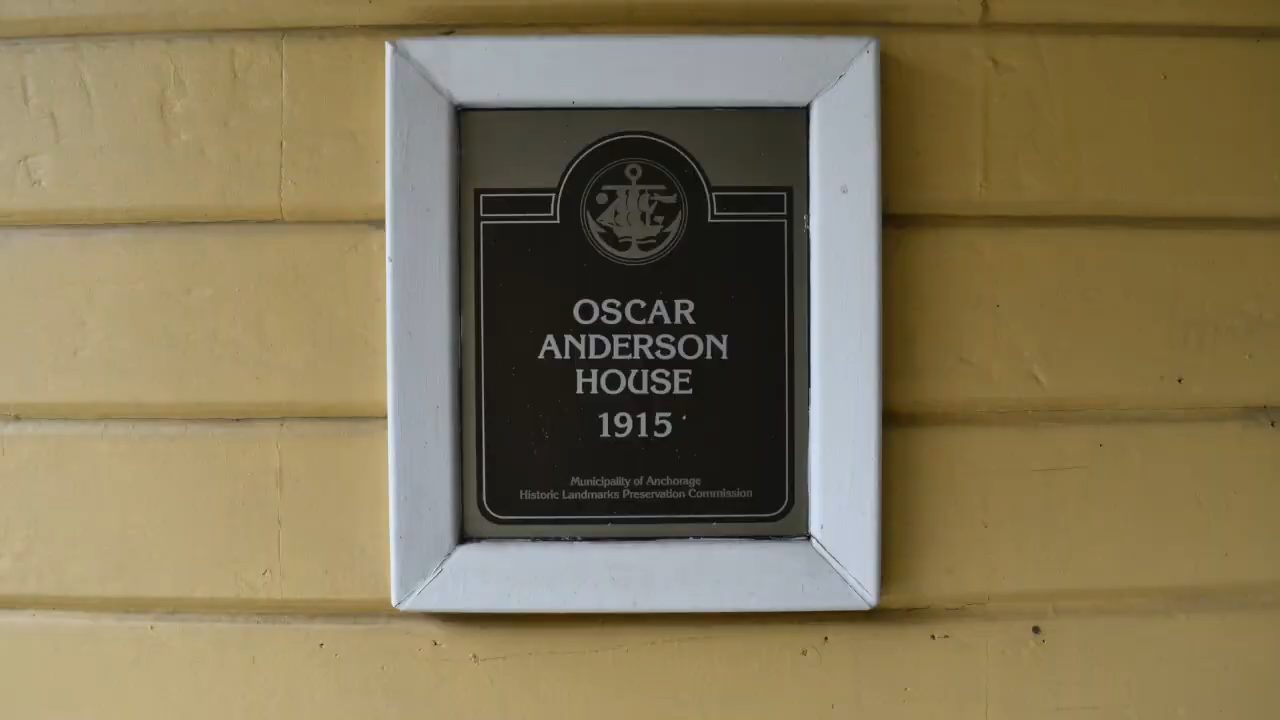 OSCAR
ANDERSON
HOUSE
1915
Municipality of Anchorage
Historic Landmarks Preservation Commission